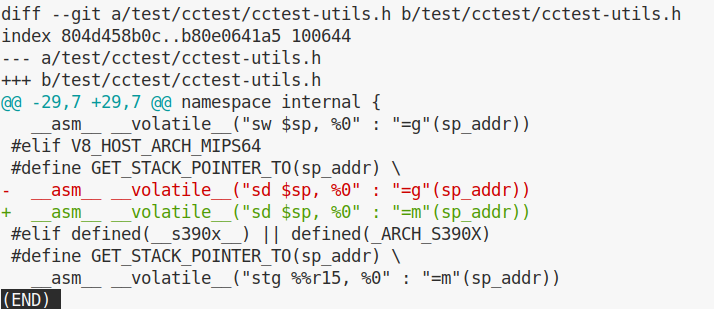 diff --git a/test/cctest/cctest-utils.h b/test/cctest/cctest-utils.h
index 804d458b0c..b80e0641a5 100644
--- a/test/cctest/cctest-utils.h
+++ b/test/cctest/cctest-utils.h
@@ -29,7 +29,7 @@ namespace internal {
   __asm__ __volatile__("sw $sp, %0" : "=g"(sp_addr))
 #elif V8_HOST_ARCH_MIPS64
 #define GET_STACK_POINTER_TO(sp_addr) \
-  __asm__ __volatile__("sd $sp, %0" : "=g"(sp_addr))
+  __asm__ __volatile__("sd $sp, %0" : "=m"(sp_addr))
 #elif defined(__s390x__) || defined(_ARCH_S390X)
 #define GET_STACK_POINTER_TO(sp_addr) \
   __asm__ __volatile__("stg %%r15, %0" : "=m"(sp_addr))
(END)